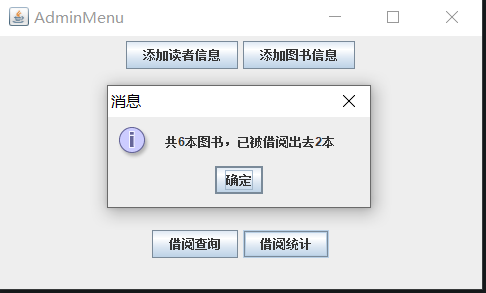 AdminMenu
添加读者信息 添加图书信息
消息
共6本图书，已被借阅出去2本
确定
借阅查询 借阅统计